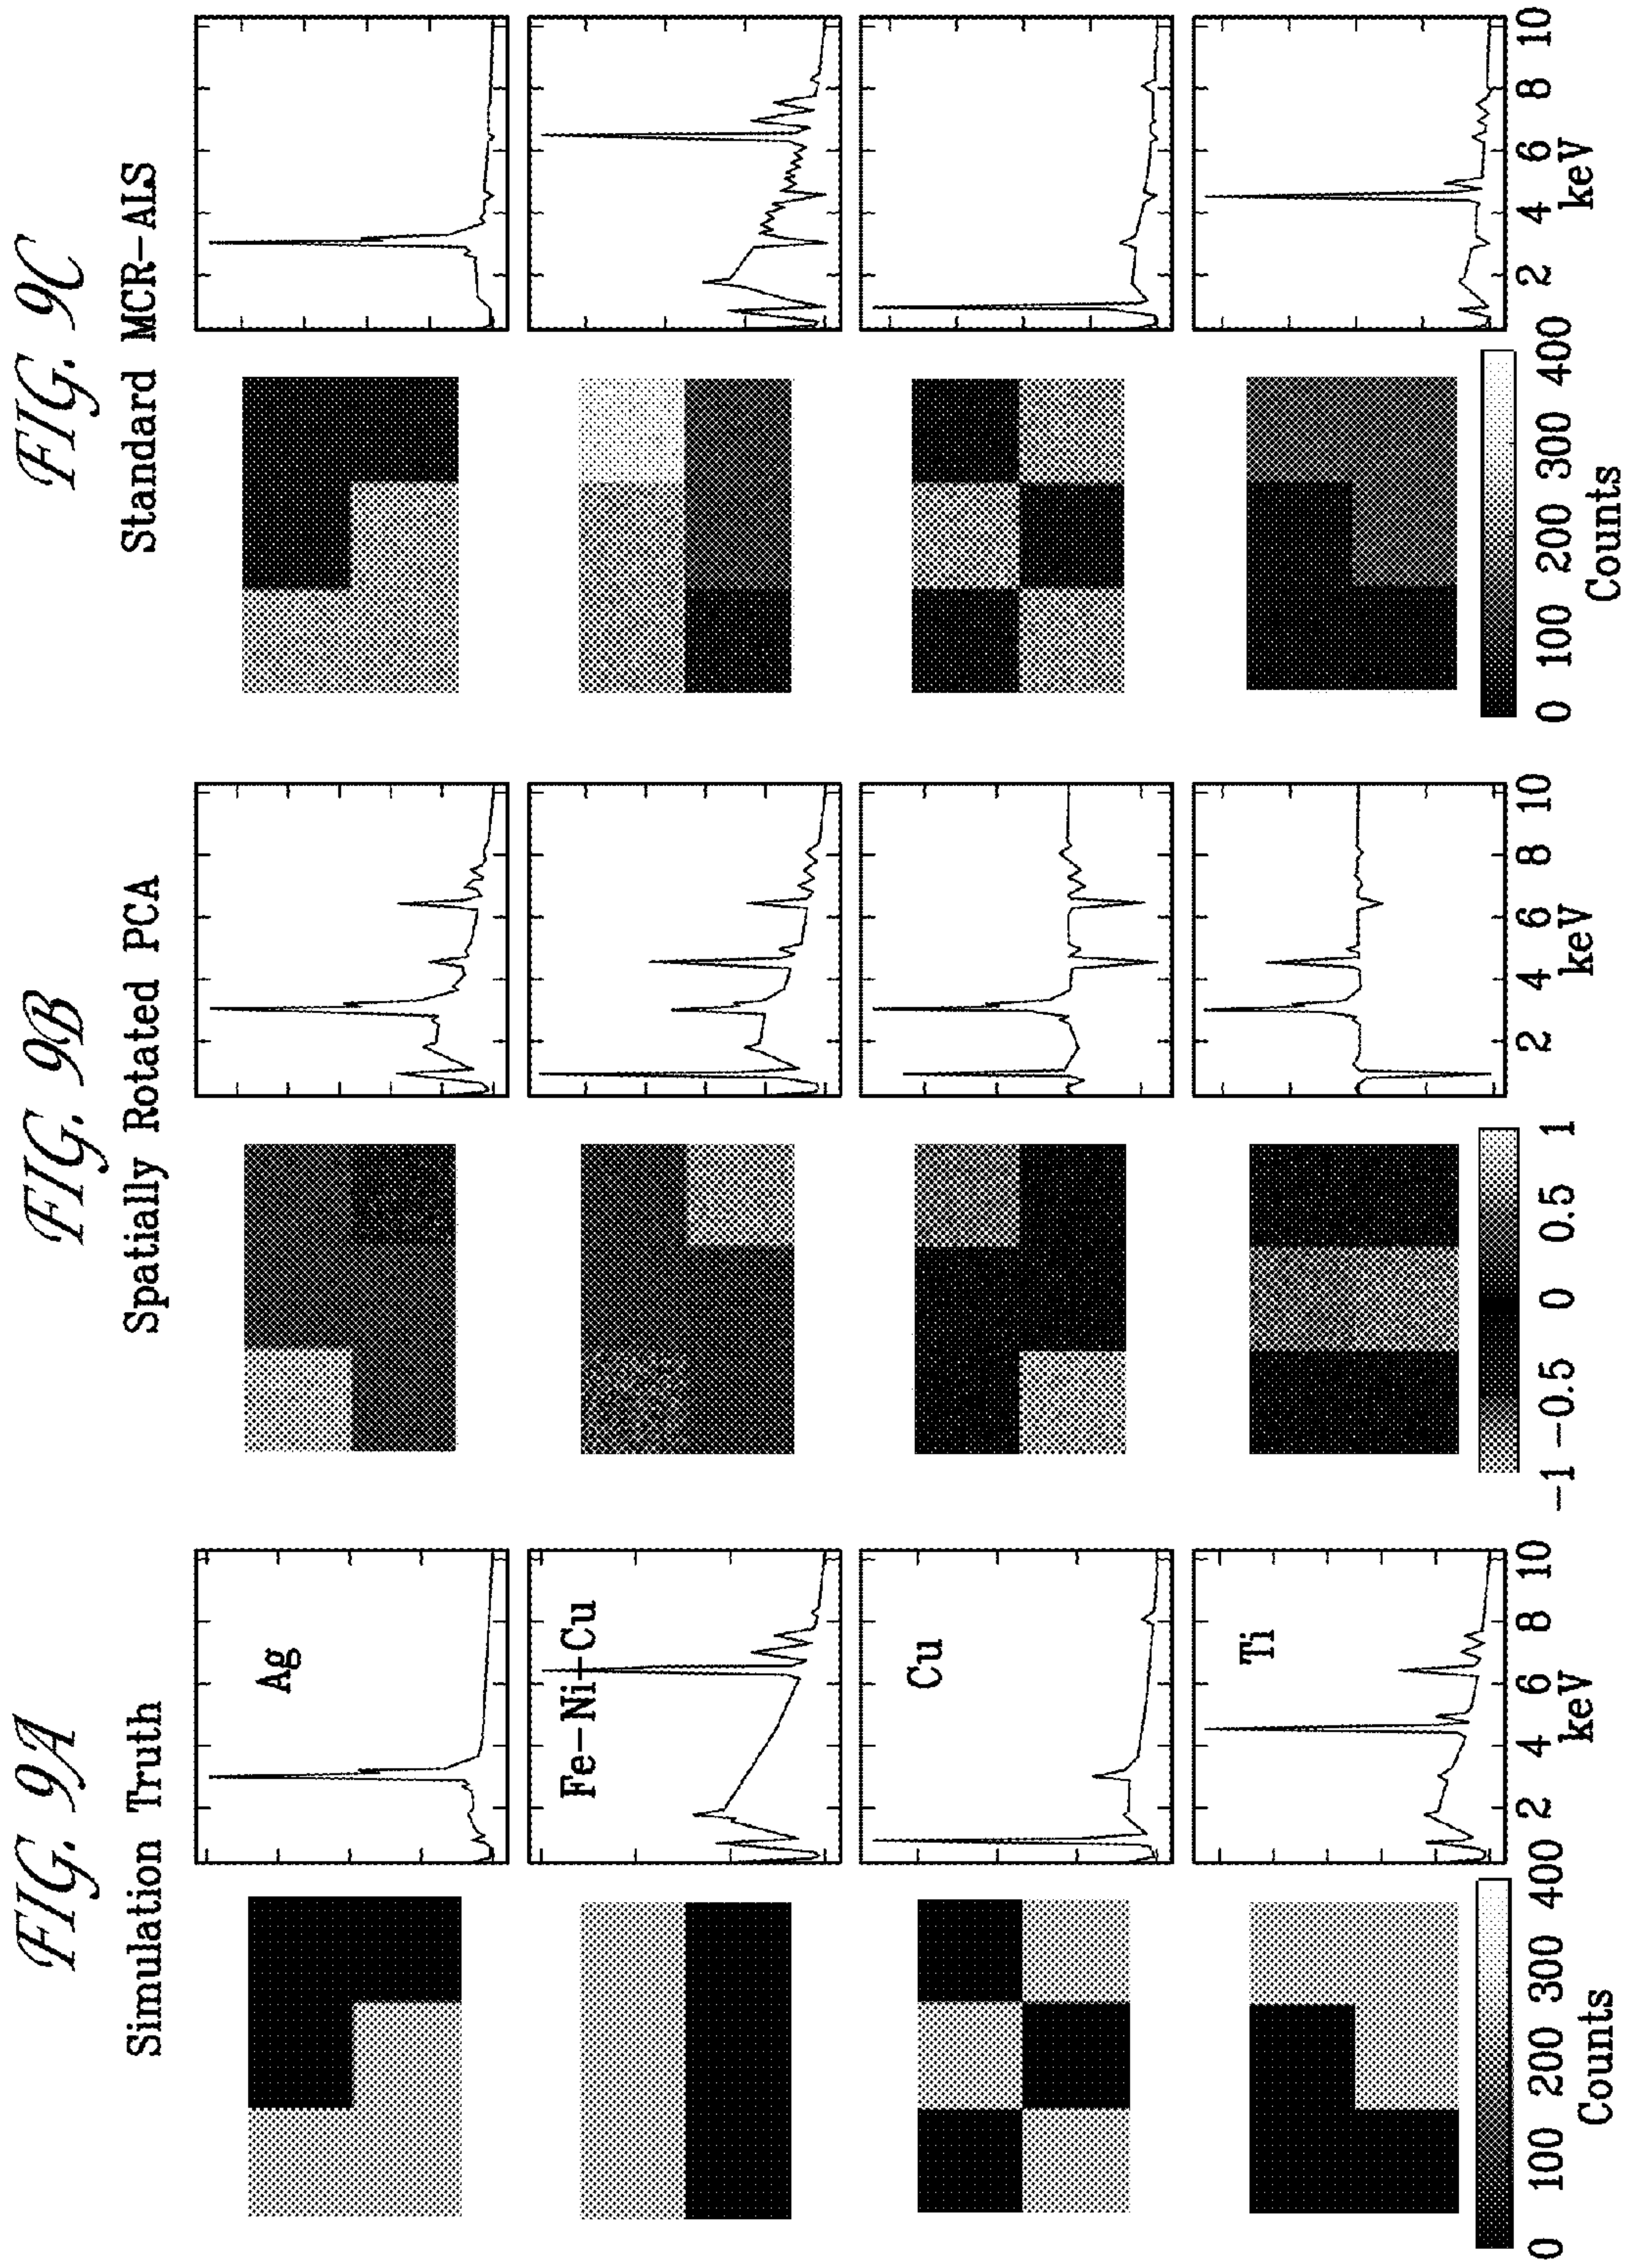 FIG. 9A
Simulation Truth
Ag
Fe-Ni-Cu
Cu
Ti
0 100 200 300 400
Counts
2 4 6 8 10
keV
FIG. 9B
Spatially Rotated PCA
-1 -0.5 0 0.5 1
2 4 6 8 10
keV
FIG. 9C
Standard MCR-ALS
0 100 200 300 400
Counts
2 4 6 8 10
keV